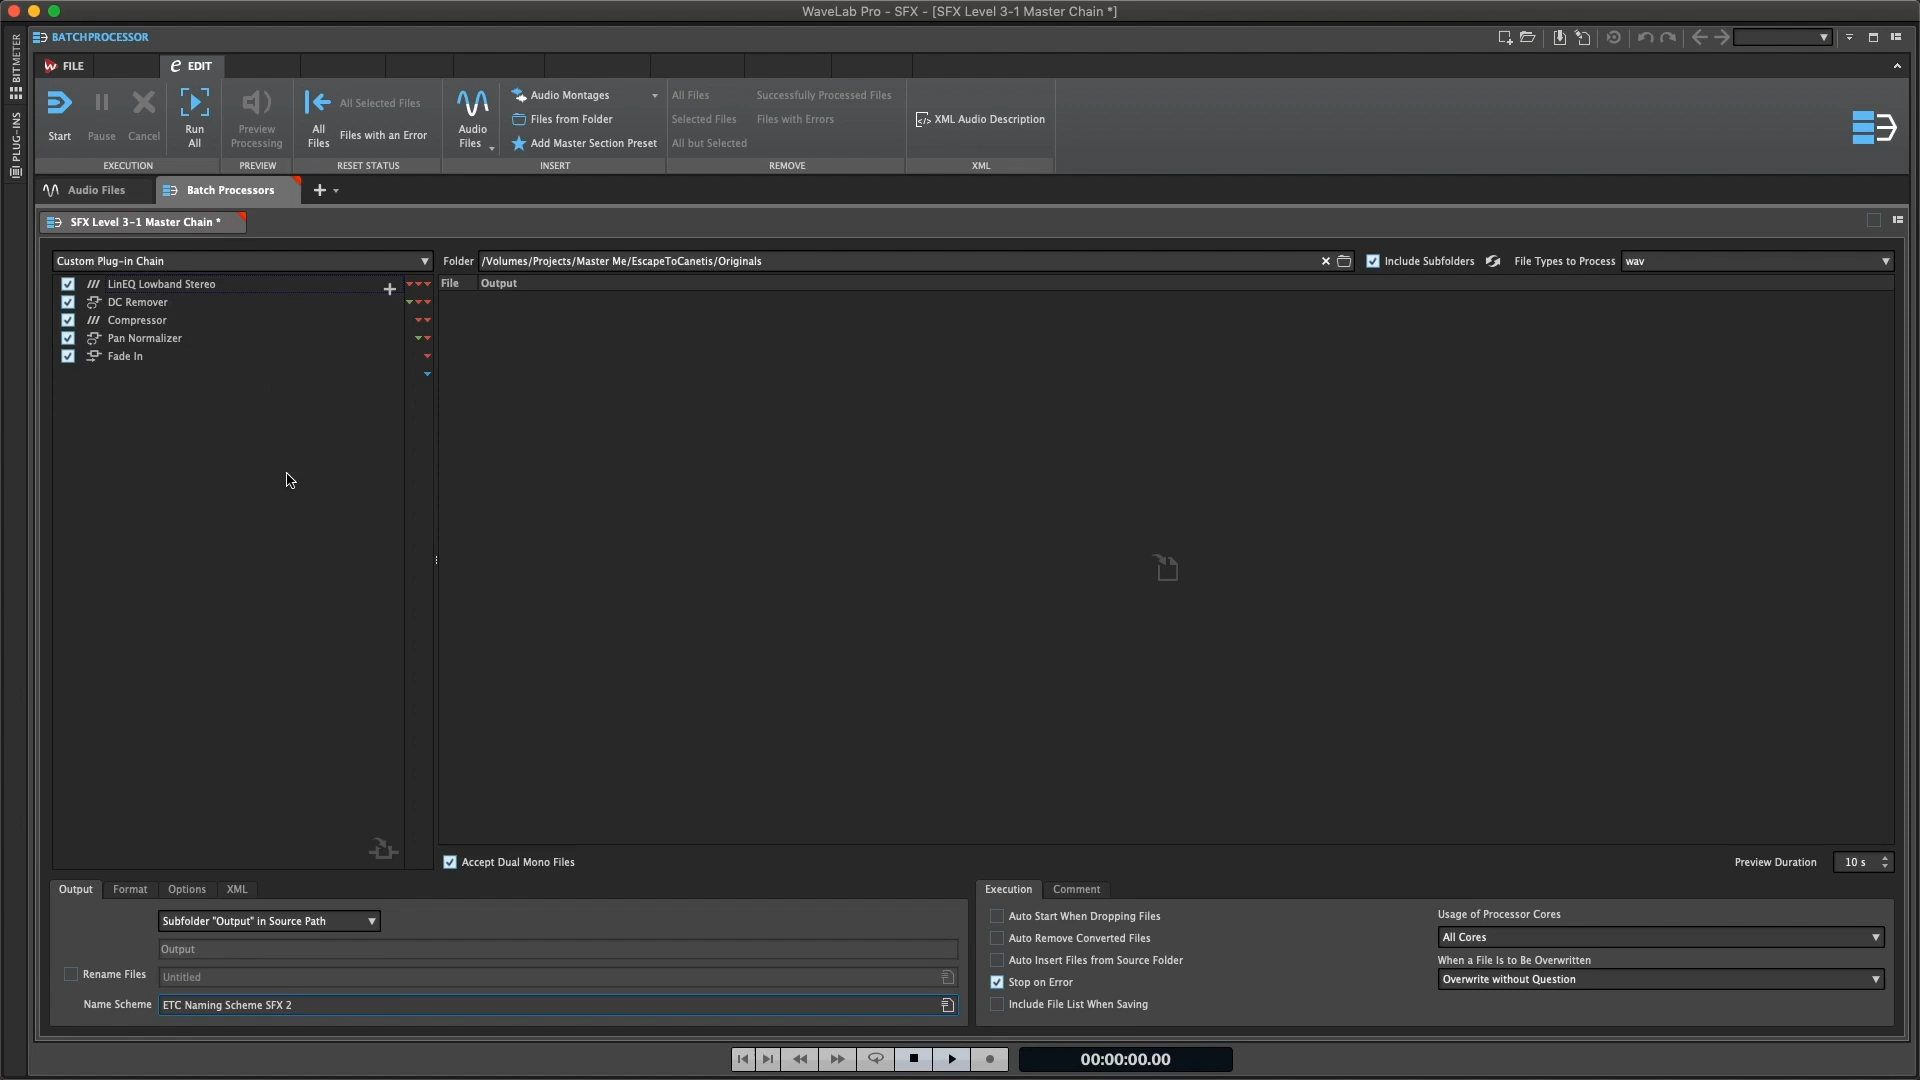 WaveLab Pro - SFX - [SFX Level 3-1 Master Chain *]
BITMETER
PLUG-INS
BATCHPROCESSOR
FILE
EDIT
Start
Pause
Cancel
Run All
Preview Processing
All Files
All Selected Files
Files with an Error
Audio Files
Audio Montages
Files from Folder
Add Master Section Preset
All Files
Selected Files
All but Selected
Successfully Processed Files
Files with Errors
XML Audio Description
EXECUTION
PREVIEW
RESET STATUS
INSERT
REMOVE
XML
Audio Files
Batch Processors
SFX Level 3-1 Master Chain *
Custom Plug-in Chain
Folder
/Volumes/Projects/Master Me/EscapeToCanetis/Originals
Include Subfolders
File Types to Process
wav
LinEQ Lowband Stereo
DC Remover
Compressor
Pan Normalizer
Fade In
File
Output
Accept Dual Mono Files
Preview Duration
10 s
Output
Format
Options
XML
Subfolder "Output" in Source Path
Output
Rename Files
Untitled
Name Scheme
ETC Naming Scheme SFX 2
Execution
Comment
Auto Start When Dropping Files
Auto Remove Converted Files
Auto Insert Files from Source Folder
Stop on Error
Include File List When Saving
Usage of Processor Cores
All Cores
When a File Is to Be Overwritten
Overwrite without Question
00:00:00.00